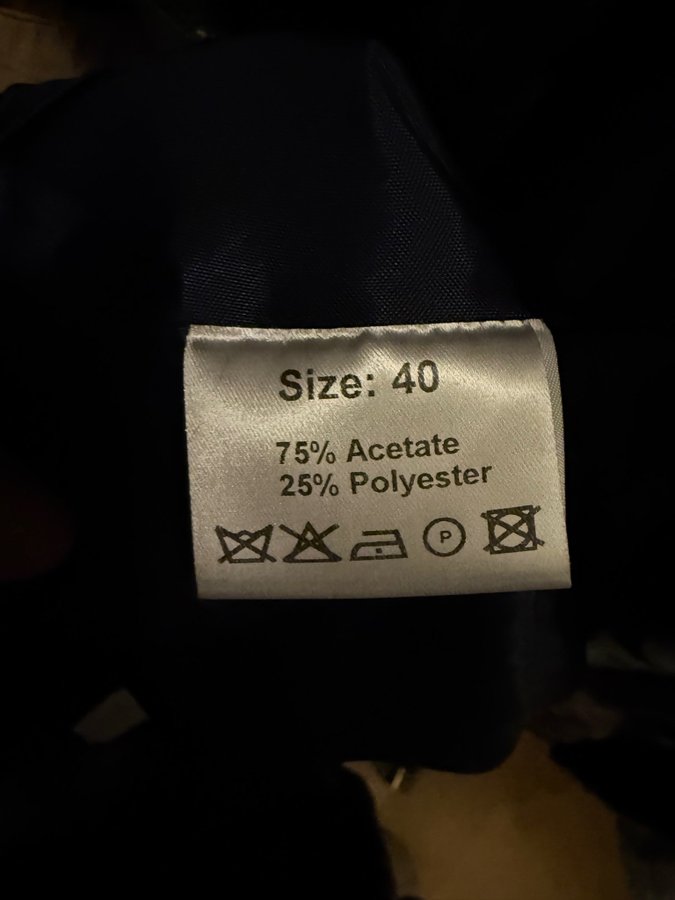 Size: 40
75% Acetate
25% Polyester
P